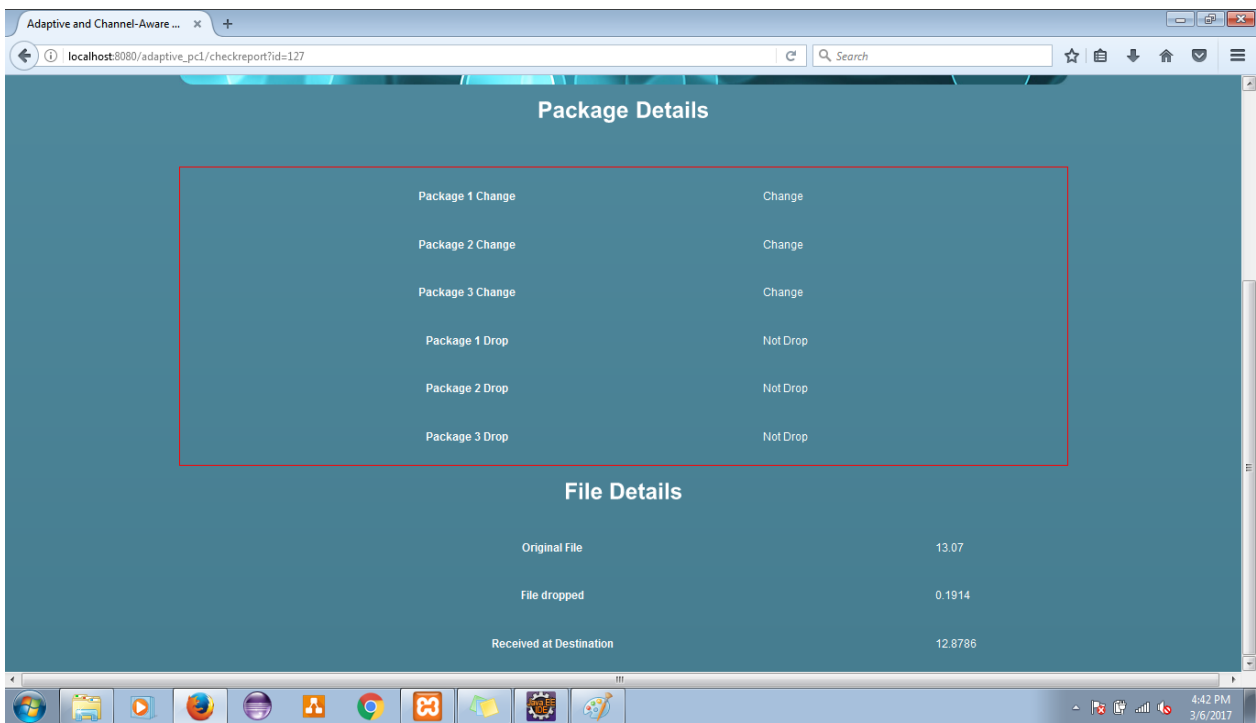 Adaptive and Channel-Aware ...
localhost:8080/adaptive_pc1/checkreport?id=127
Search
Package Details
Package 1 Change Change
Package 2 Change Change
Package 3 Change Change
Package 1 Drop Not Drop
Package 2 Drop Not Drop
Package 3 Drop Not Drop
File Details
Original File 13.07
File dropped 0.1914
Received at Destination 12.8786
Java EE
IDE
4:42 PM
3/6/2017